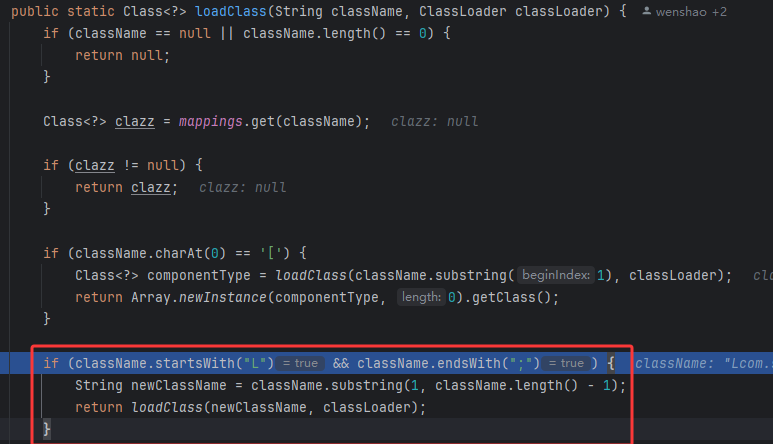 public static Class<?> loadClass(String className, ClassLoader classLoader) { wenshao +2
if (className == null || className.length() == 0) {
return null;
}
Class<?> clazz = mappings.get(className); clazz: null
if (clazz != null) {
return clazz; clazz: null
}
if (className.charAt(0) == '[') {
Class<?> componentType = loadClass(className.substring( beginIndex: 1), classLoader);
return Array.newInstance(componentType, length: 0).getClass();
}
if (className.startsWith("L") = true && className.endsWith(";") = true ) { className: "Lcom.
String newClassName = className.substring(1, className.length() - 1);
return loadClass(newClassName, classLoader);
}